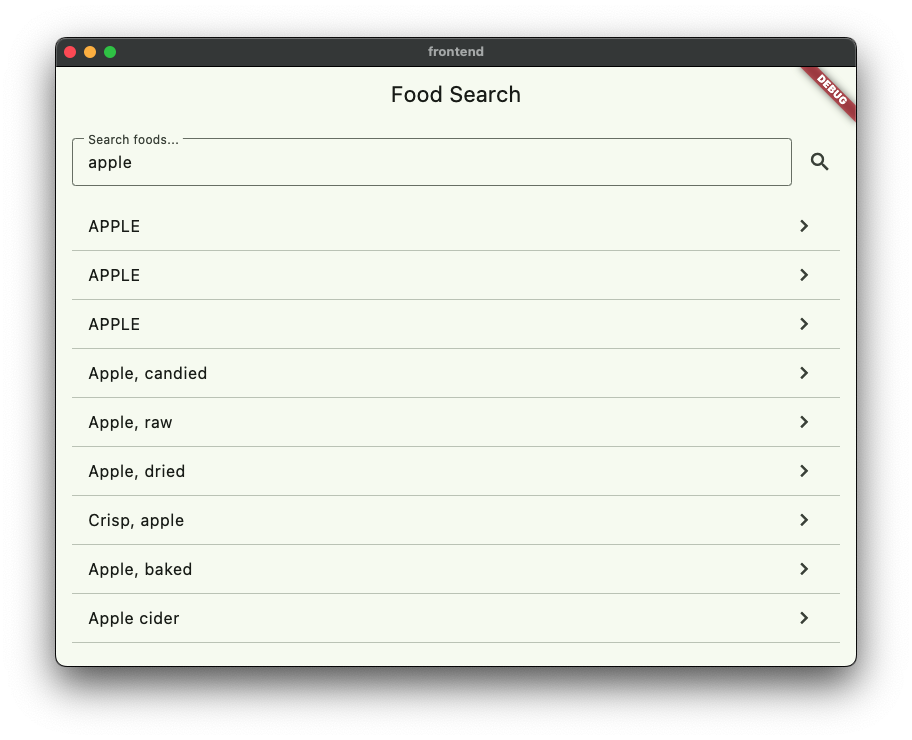 frontend
DEBUG
Food Search
Search foods...
apple
APPLE
APPLE
APPLE
Apple, candied
Apple, raw
Apple, dried
Crisp, apple
Apple, baked
Apple cider